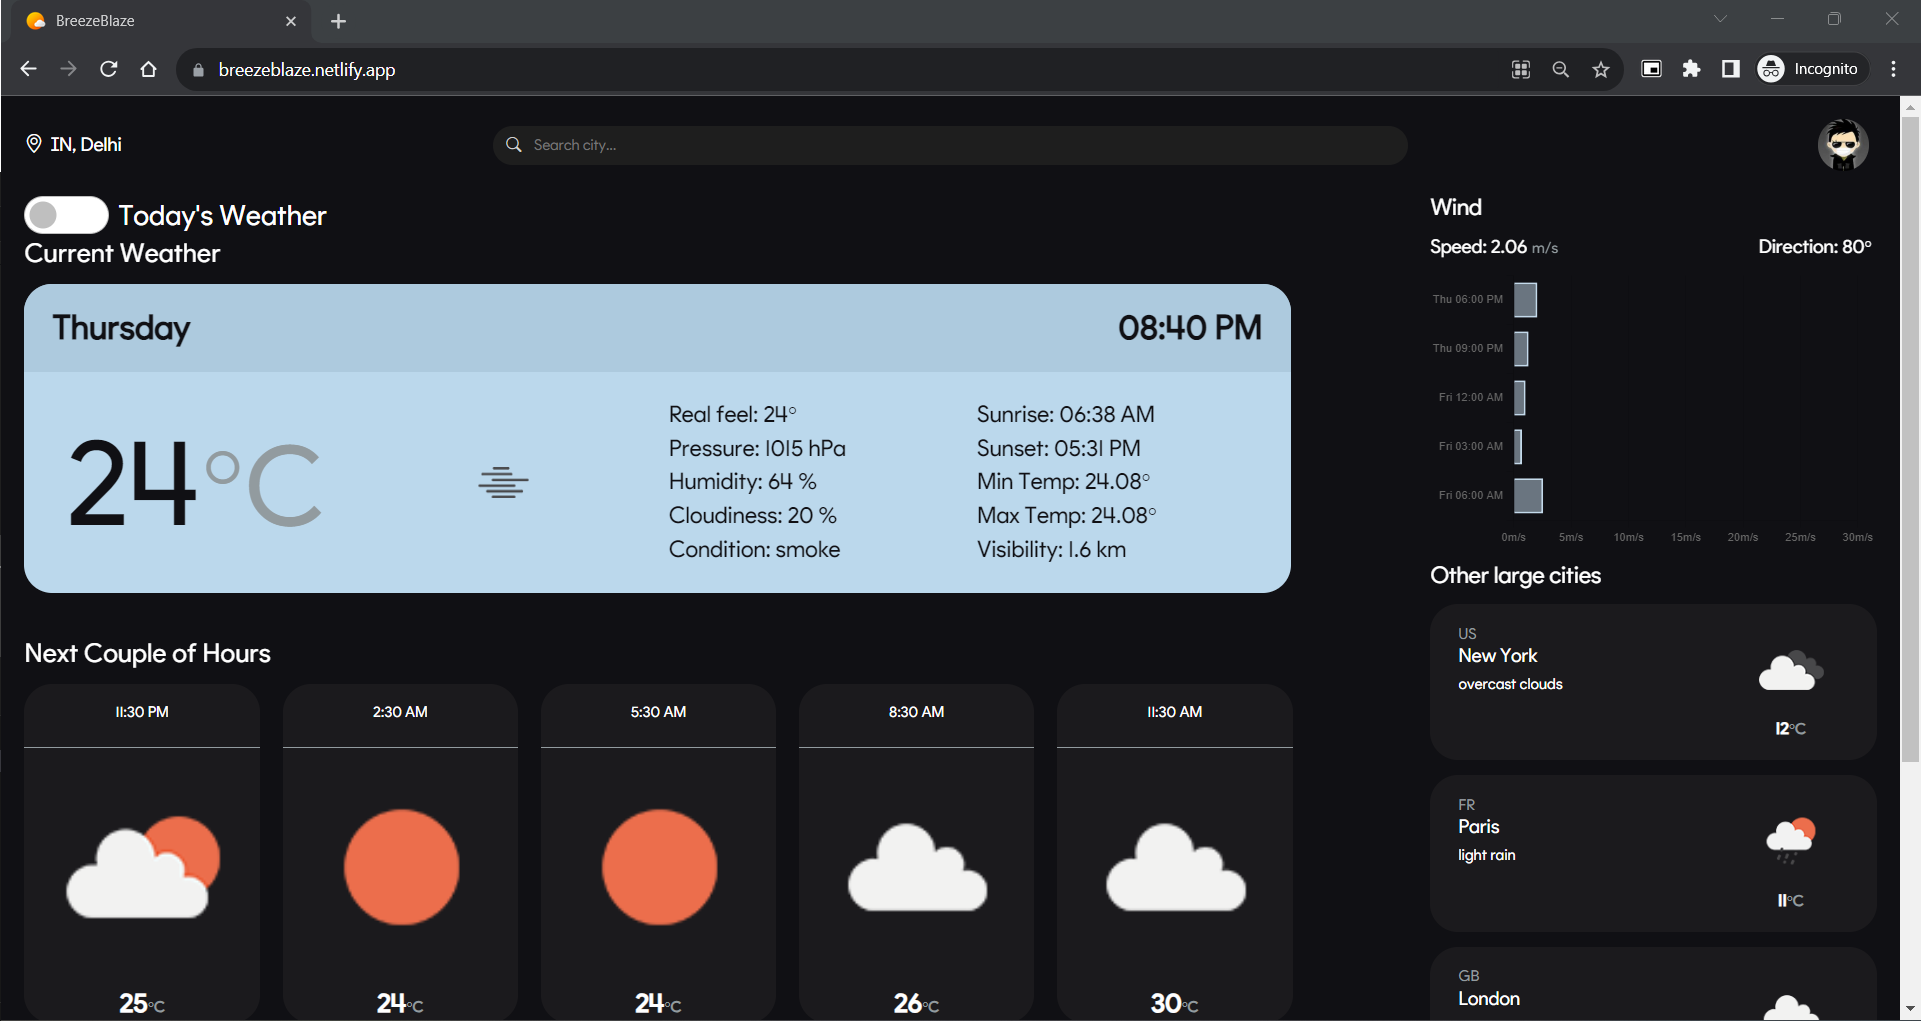 BreezeBlaze
breezeblaze.netlify.app
Incognito
IN, Delhi
Search city...
Today's Weather
Current Weather
Thursday
08:40 PM
24°C
Real feel: 24°
Pressure: 1015 hPa
Humidity: 64 %
Cloudiness: 20 %
Condition: smoke
Sunrise: 06:38 AM
Sunset: 05:31 PM
Min Temp: 24.08°
Max Temp: 24.08°
Visibility: 1.6 km
Next Couple of Hours
11:30 PM
25°C
2:30 AM
24°C
5:30 AM
24°C
8:30 AM
26°C
11:30 AM
30°C
Wind
Speed: 2.06 m/s
Direction: 80°
Thu 06:00 PM
Thu 09:00 PM
Fri 12:00 AM
Fri 03:00 AM
Fri 06:00 AM
0m/s 5m/s 10m/s 15m/s 20m/s 25m/s 30m/s
Other large cities
US
New York
overcast clouds
12°C
FR
Paris
light rain
11°C
GB
London